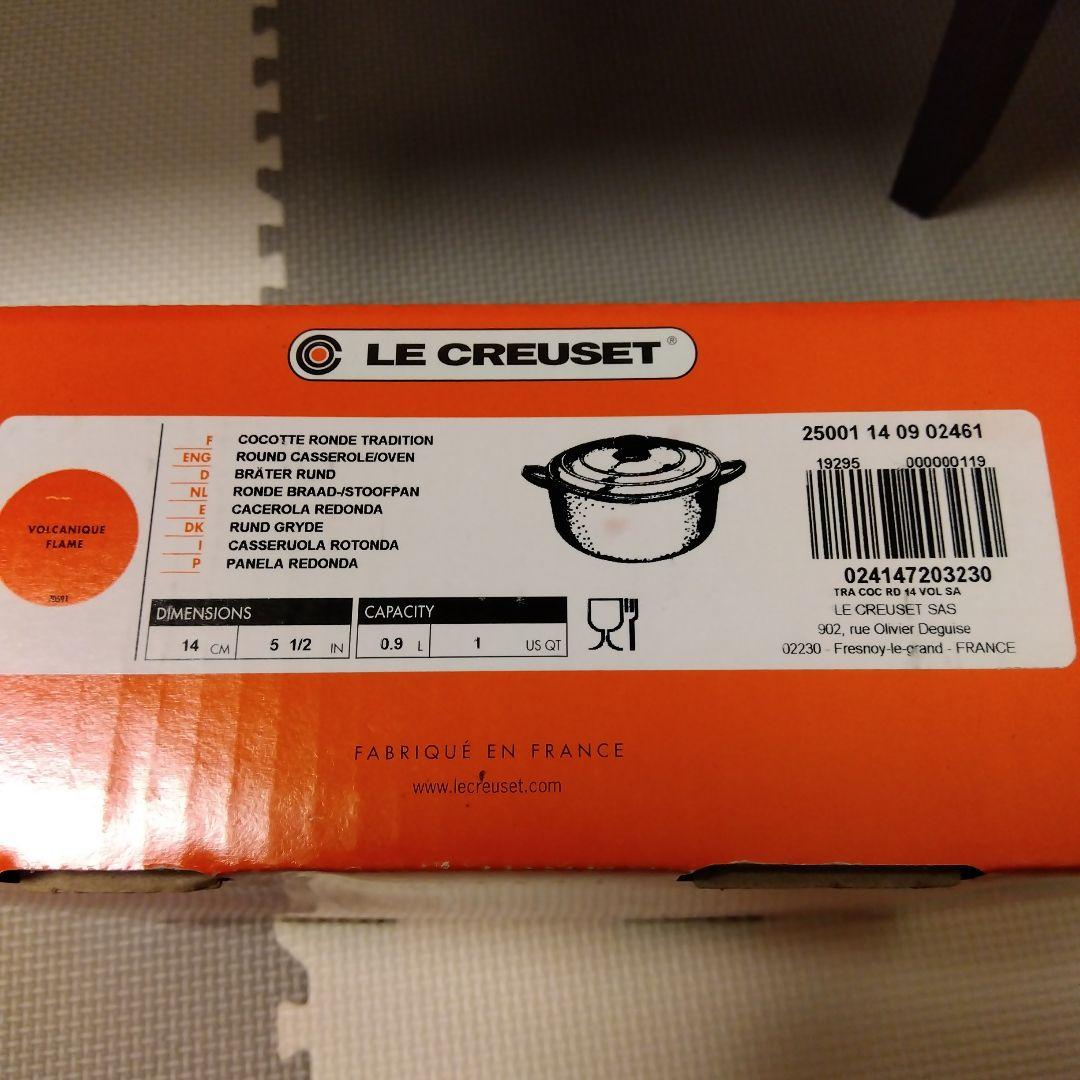 LE CREUSET®
VOLCANIQUE
FLAME
F COCOTTE RONDE TRADITION
ENG ROUND CASSEROLE/OVEN
D BRÄTER RUND
NL RONDE BRAAD-/STOOFPAN
E CACEROLA REDONDA
DK RUND GRYDE
I CASSERUOLA ROTONDA
P PANELA REDONDA
DIMENSIONS
14 CM 5 1/2 IN
CAPACITY
0.9 L 1 US QT
25001 14 09 02461
19295 000000119
024147203230
TRA COC RD 14 VOL SA
LE CREUSET SAS
902, rue Olivier Deguise
02230 - Fresnoy-le-grand - FRANCE
FABRIQUÉ EN FRANCE
www.lecreuset.com